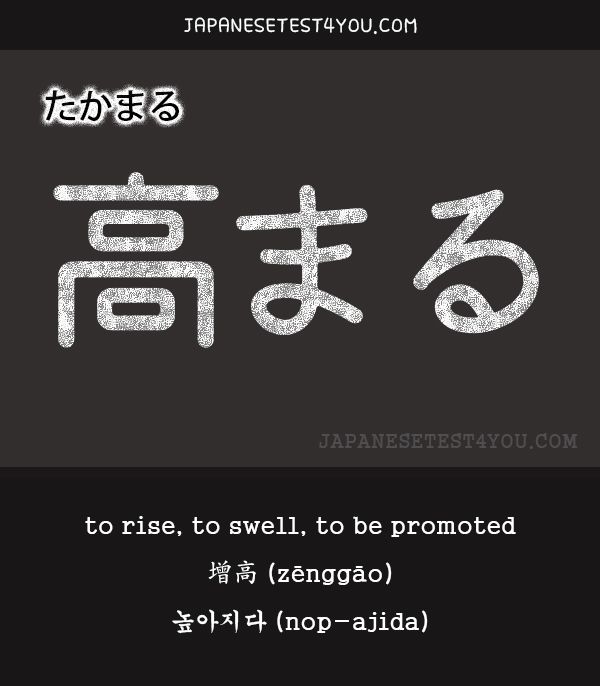 JAPANESETEST4YOU.COM
たかまる
高まる
JAPANESETEST4YOU.COM
to rise, to swell, to be promoted
增高 (zēnggāo)
높아지다 (nop-ajida)